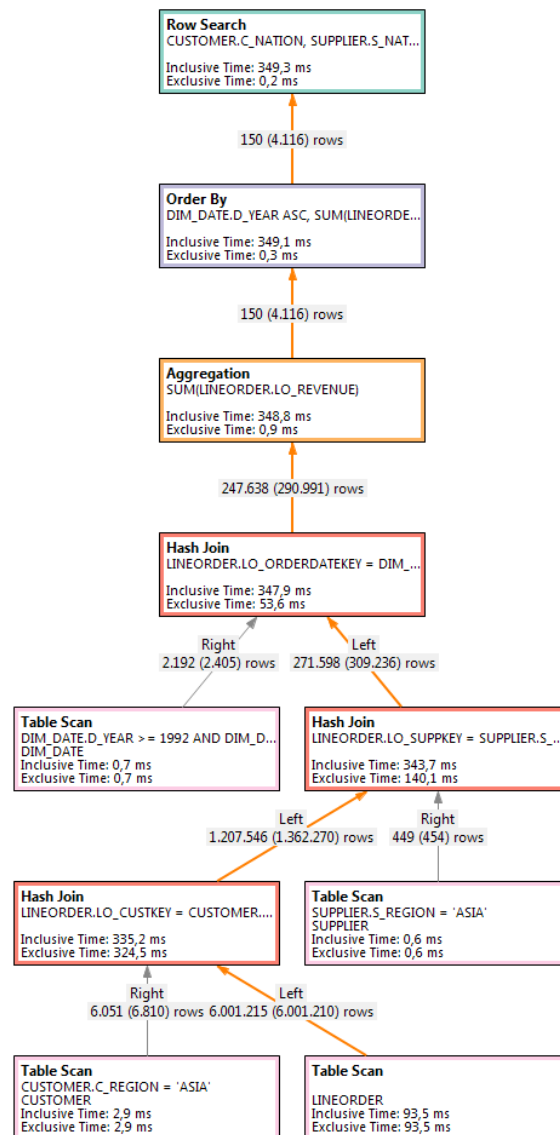 Row Search
CUSTOMER.C_NATION, SUPPLIER.S_NAT...
Inclusive Time: 349,3 ms
Exclusive Time: 0,2 ms
150 (4.116) rows
Order By
DIM_DATE.D_YEAR ASC, SUM(LINEORDE...
Inclusive Time: 349,1 ms
Exclusive Time: 0,3 ms
150 (4.116) rows
Aggregation
SUM(LINEORDER.LO_REVENUE)
Inclusive Time: 348,8 ms
Exclusive Time: 0,9 ms
247.638 (290.991) rows
Hash Join
LINEORDER.LO_ORDERDATEKEY = DIM_...
Inclusive Time: 347,9 ms
Exclusive Time: 53,6 ms
Right
2.192 (2.405) rows
Left
271.598 (309.236) rows
Table Scan
DIM_DATE.D_YEAR >= 1992 AND DIM_D...
DIM_DATE
Inclusive Time: 0,7 ms
Exclusive Time: 0,7 ms
Hash Join
LINEORDER.LO_SUPPKEY = SUPPLIER.S_...
Inclusive Time: 343,7 ms
Exclusive Time: 140,1 ms
Left
1.207.546 (1.362.270) rows
Right
449 (454) rows
Hash Join
LINEORDER.LO_CUSTKEY = CUSTOMER....
Inclusive Time: 335,2 ms
Exclusive Time: 324,5 ms
Table Scan
SUPPLIER.S_REGION = 'ASIA'
SUPPLIER
Inclusive Time: 0,6 ms
Exclusive Time: 0,6 ms
Right
6.051 (6.810) rows
Left
6.001.215 (6.001.210) rows
Table Scan
CUSTOMER.C_REGION = 'ASIA'
CUSTOMER
Inclusive Time: 2,9 ms
Exclusive Time: 2,9 ms
Table Scan
LINEORDER
Inclusive Time: 93,5 ms
Exclusive Time: 93,5 ms